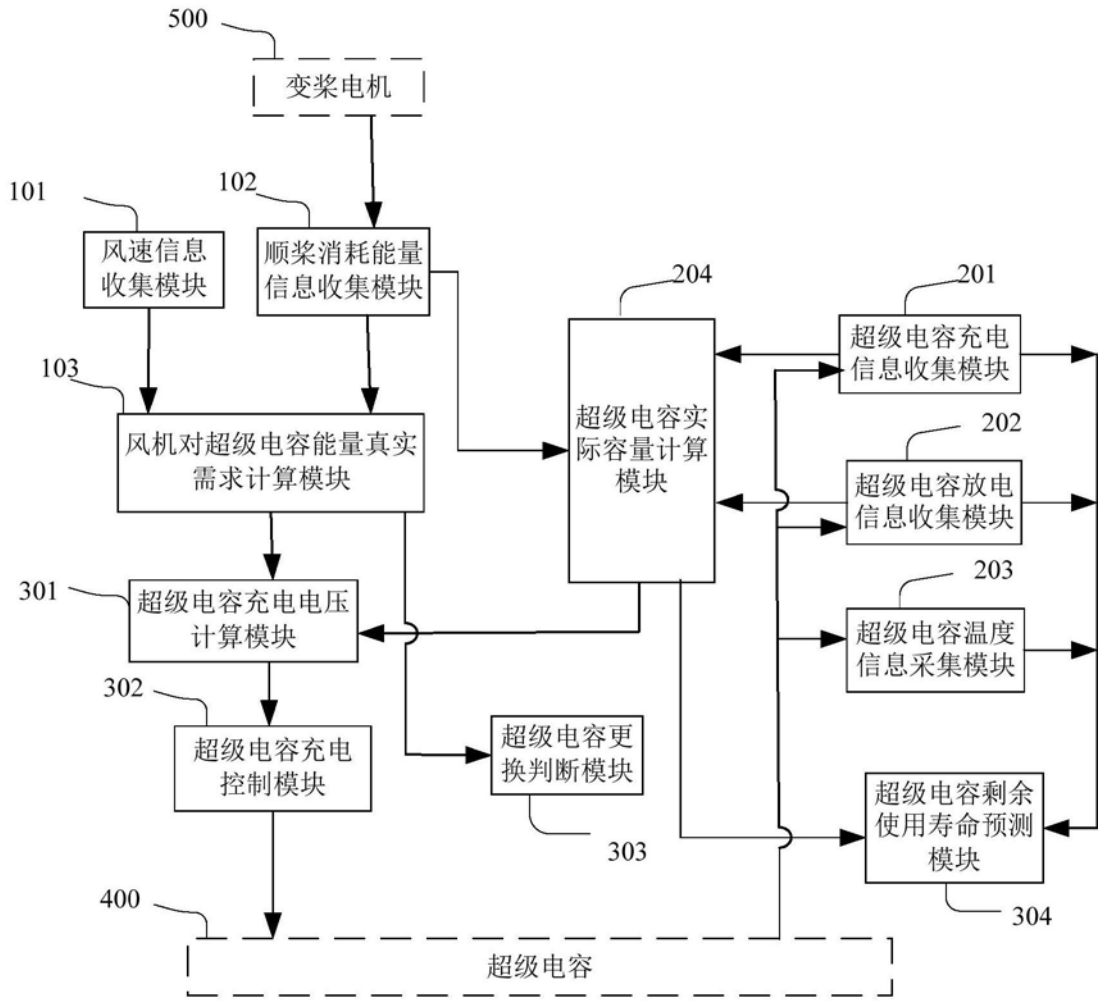 500
变桨电机
101
风速信息
收集模块
102
顺桨消耗能量
信息收集模块
103
风机对超级电容能量真实
需求计算模块
204
超级电容实
际容量计算
模块
201
超级电容充电
信息收集模块
202
超级电容放电
信息收集模块
203
超级电容温度
信息采集模块
301
超级电容充电电压
计算模块
302
超级电容充电
控制模块
超级电容更
换判断模块
303
超级电容剩余
使用寿命预测
模块
304
400
超级电容